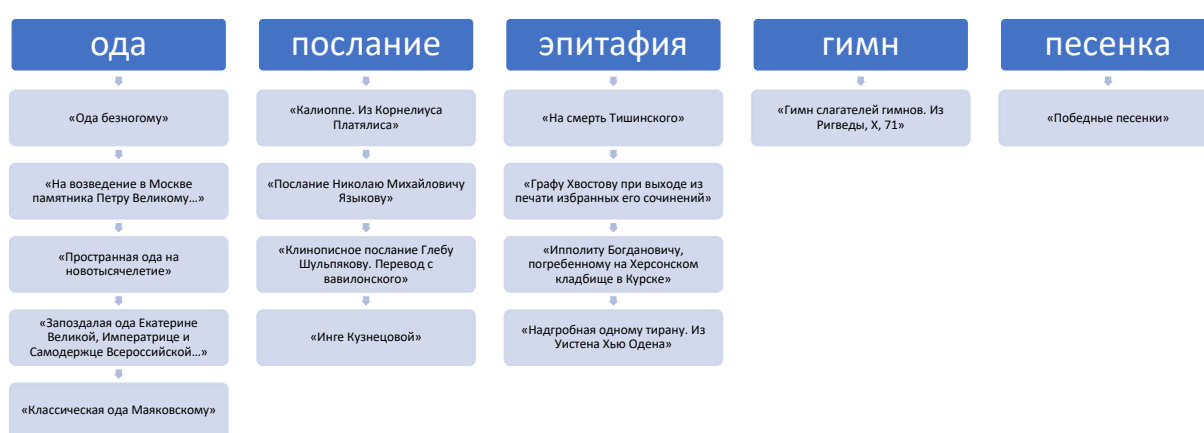 ода
«Ода безногому»
«На возведение в Москве
памятника Петру Великому…»
«Пространная ода на
новотысячелетие»
«Запоздалая ода Екатерине
Великой, Императрице и
Самодержце Всероссийской…»
«Классическая ода Маяковскому»
послание
«Калиоппе. Из Корнелиуса
Платялиса»
«Послание Николаю Михайловичу
Языкову»
«Клинописное послание Глебу
Шульпякову. Перевод с
вавилонского»
«Инге Кузнецовой»
эпитафия
«На смерть Тишинского»
«Графу Хвостову при выходе из
печати избранных его сочинений»
«Ипполиту Богдановичу,
погребенному на Херсонском
кладбище в Курске»
«Надгробная одному тирану. Из
Уистена Хью Одена»
гимн
«Гимн слагателей гимнов. Из
Ригведы, X, 71»
песенка
«Победные песенки»